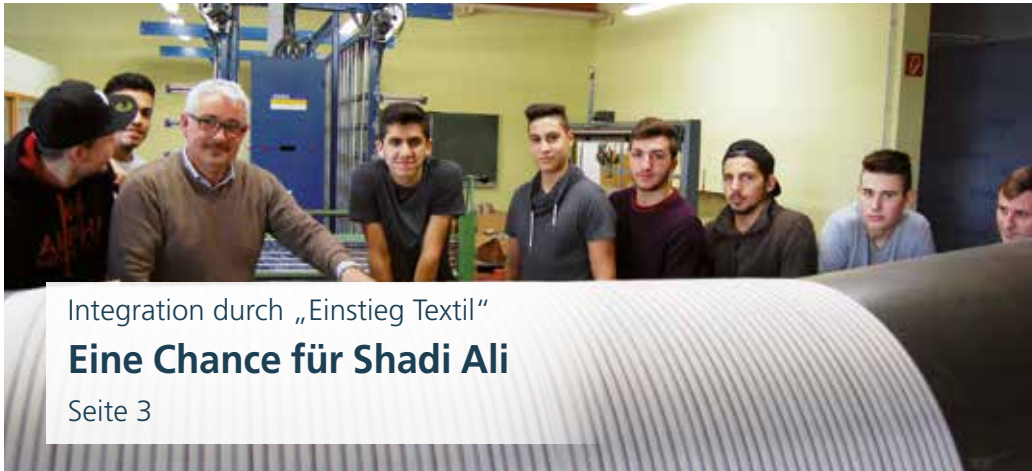 Integration durch „Einstieg Textil“
Eine Chance für Shadi Ali
Seite 3